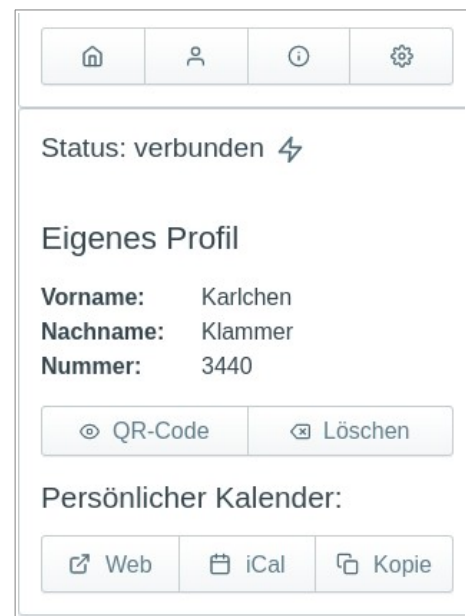 Status: verbunden
Eigenes Profil
Vorname: Karlchen
Nachname: Klammer
Nummer: 3440
QR-Code Löschen
Persönlicher Kalender:
Web iCal Kopie